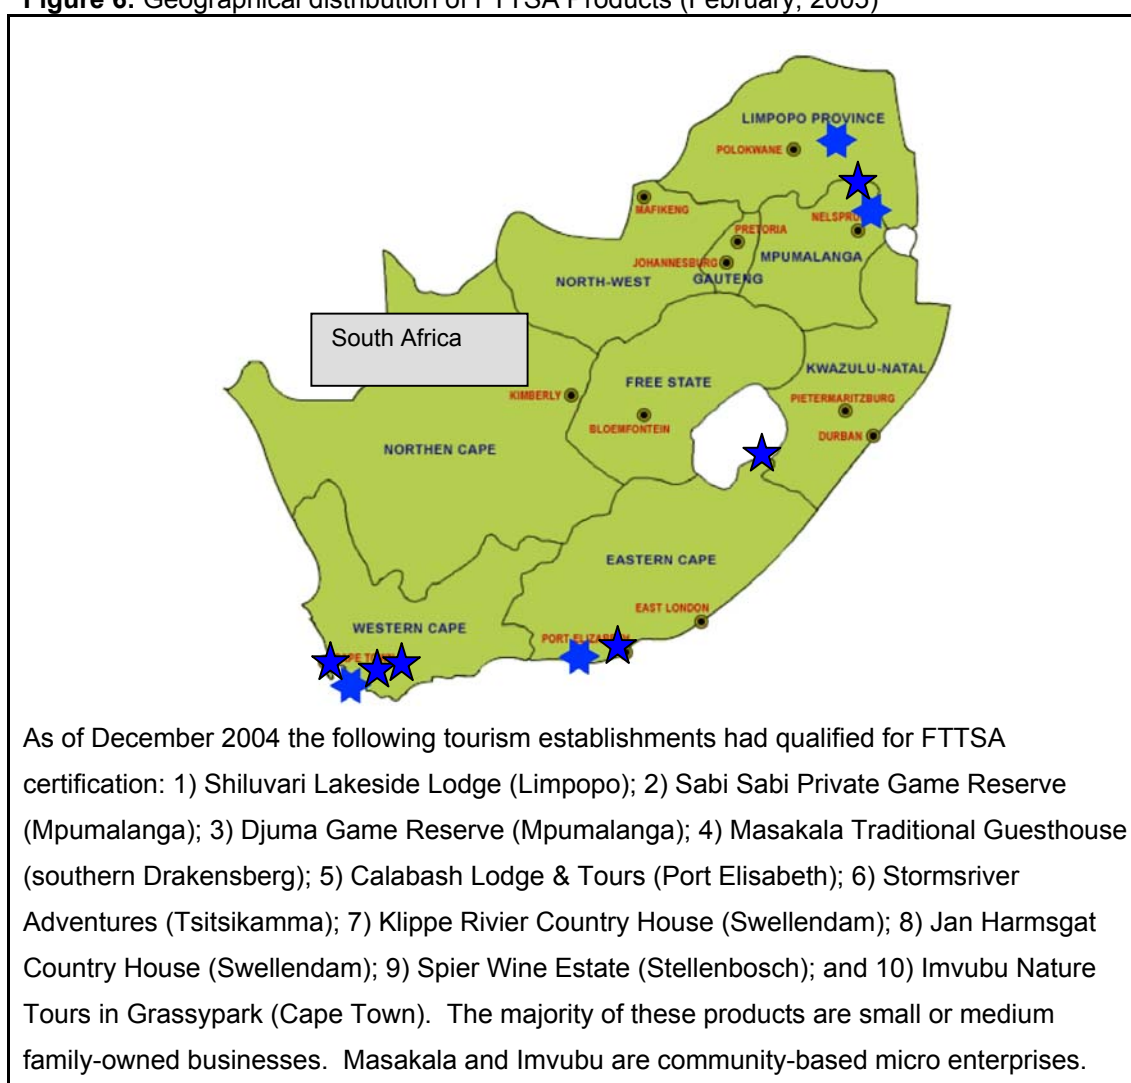 Figure 6: Geographical distribution of FTTSA Products (February, 2005)
LIMPOPO PROVINCE
POLOKWANE
MAFIKENG
NELSPRU
PRETORIA
JOHANNESBURG
MPUMALANGA
NORTH-WEST
GAUTENG
South Africa
KWAZULU-NATAL
FREE STATE
KIMBERLY
PIETERMARITZBURG
BLOEMFONTEIN
DURBAN
NORTHEN CAPE
EASTERN CAPE
EAST LONDON
WESTERN CAPE
PORT-ELIZABETH
As of December 2004 the following tourism establishments had qualified for FTTSA
certification: 1) Shiluvari Lakeside Lodge (Limpopo); 2) Sabi Sabi Private Game Reserve
(Mpumalanga); 3) Djuma Game Reserve (Mpumalanga); 4) Masakala Traditional Guesthouse
(southern Drakensberg); 5) Calabash Lodge & Tours (Port Elisabeth); 6) Stormsriver
Adventures (Tsitsikamma); 7) Klippe Rivier Country House (Swellendam); 8) Jan Harmsgat
Country House (Swellendam); 9) Spier Wine Estate (Stellenbosch); and 10) Imvubu Nature
Tours in Grassypark (Cape Town).  The majority of these products are small or medium
family-owned businesses.  Masakala and Imvubu are community-based micro enterprises.